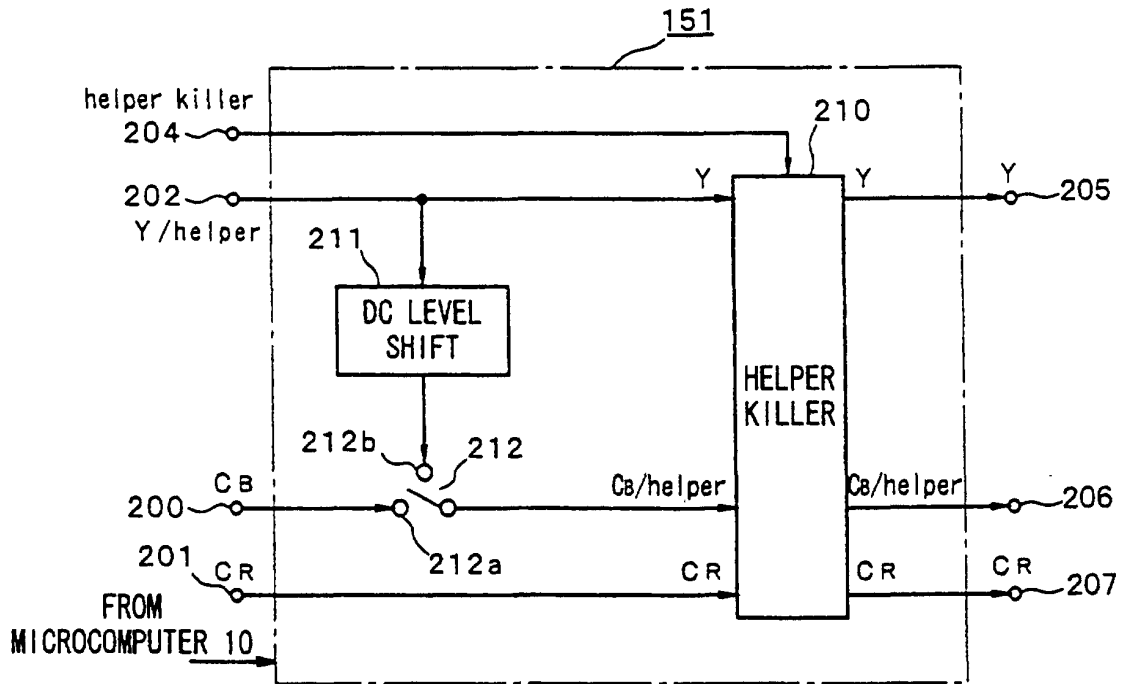 151
helper killer
204
210
202
Y
Y
Y
205
Y/helper
211
DC LEVEL
SHIFT
HELPER
KILLER
212b
212
CB
CB/helper
CB/helper
200
206
212a
201
CR
CR
CR
CR
207
FROM
MICROCOMPUTER 10